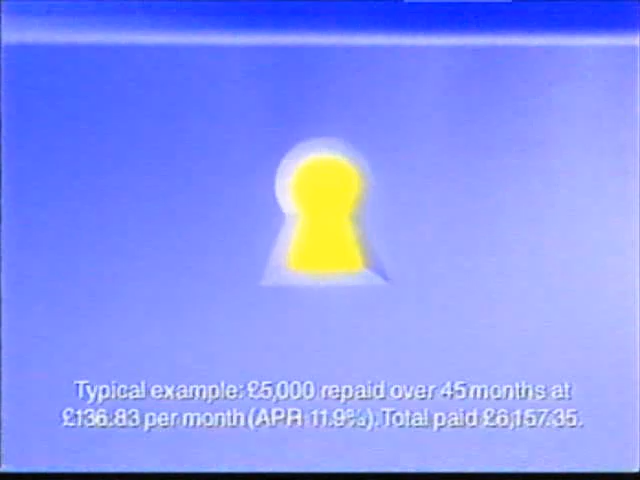 Typical example: £5,000 repaid over 45 months at
£136.83 per month (APR 11.9%). Total paid £6,157.35.